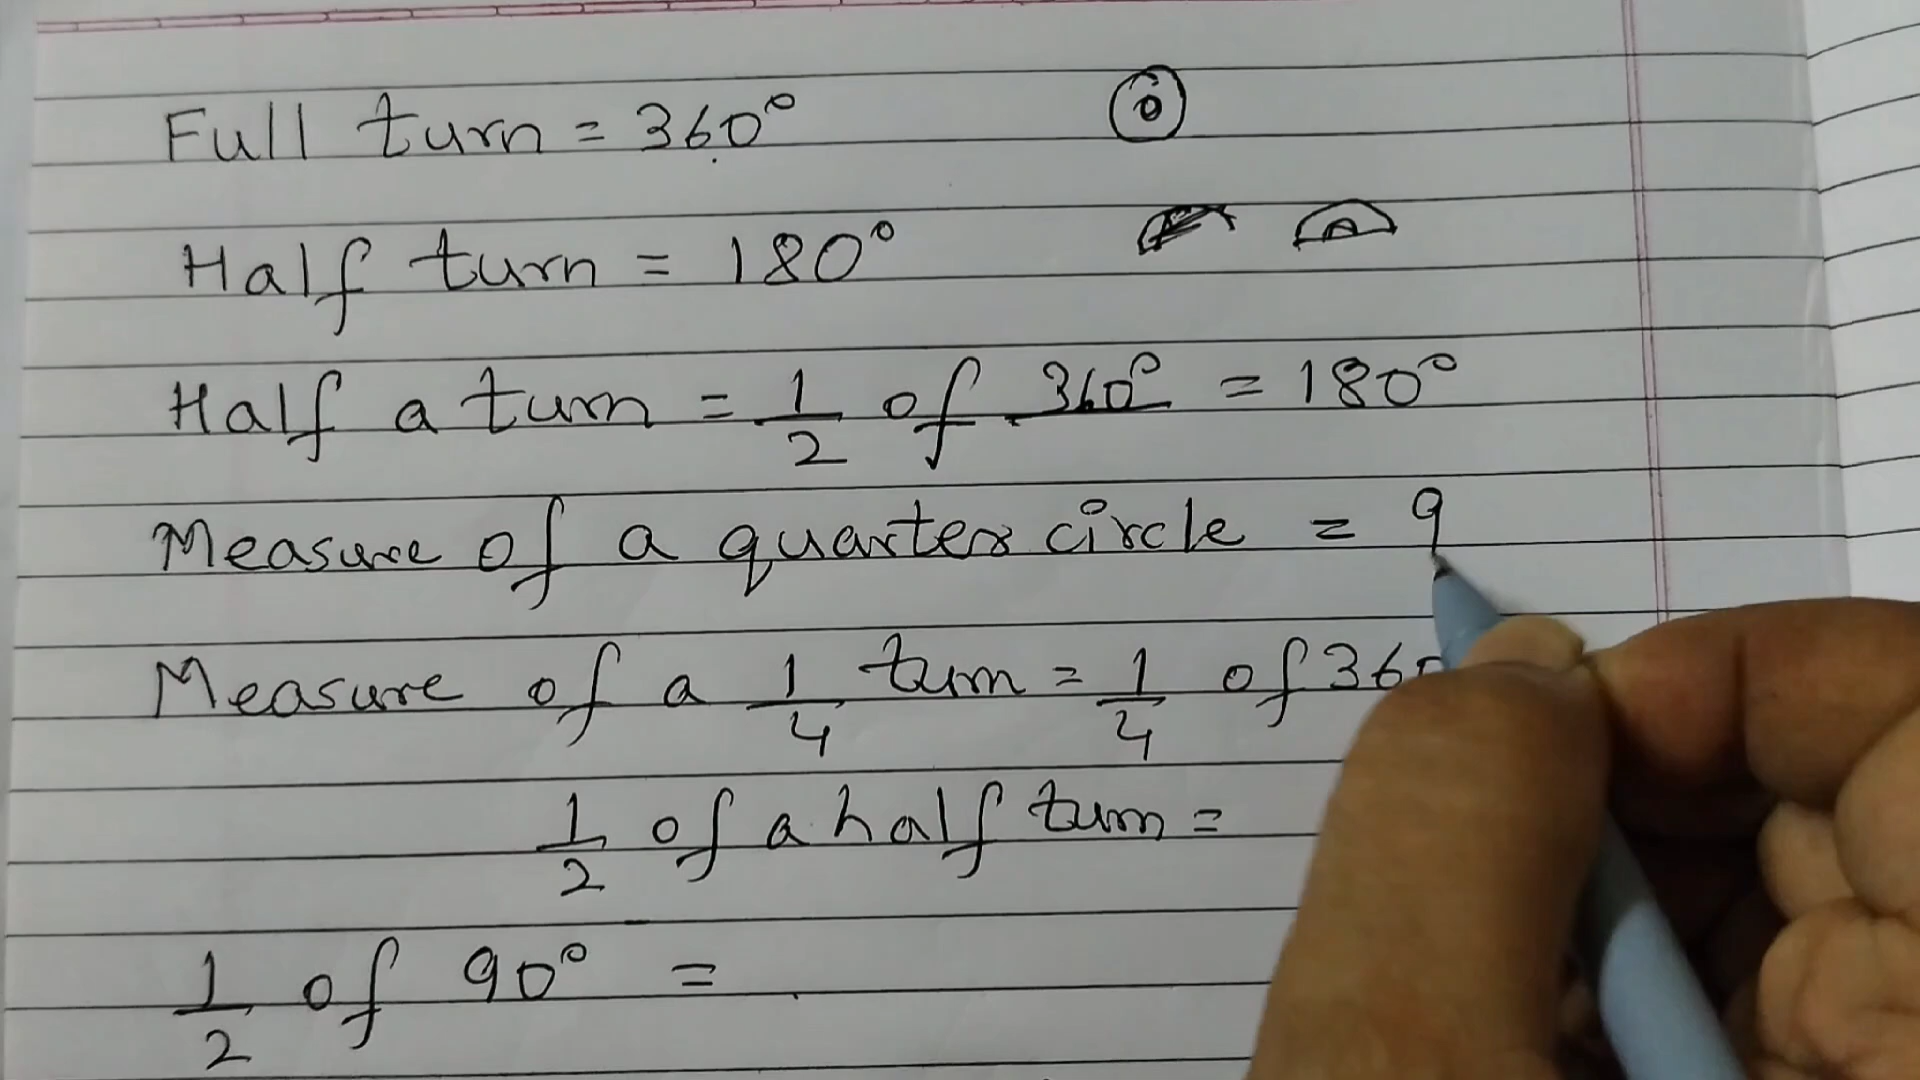 Full turn = 360°
Half turn = 180°
Half a turn = 1/2 of 360° = 180°
Measure of a quarter circle = 9
Measure of a 1/4 turn = 1/4 of 360
1/2 of a half turn =
1/2 of 90° =